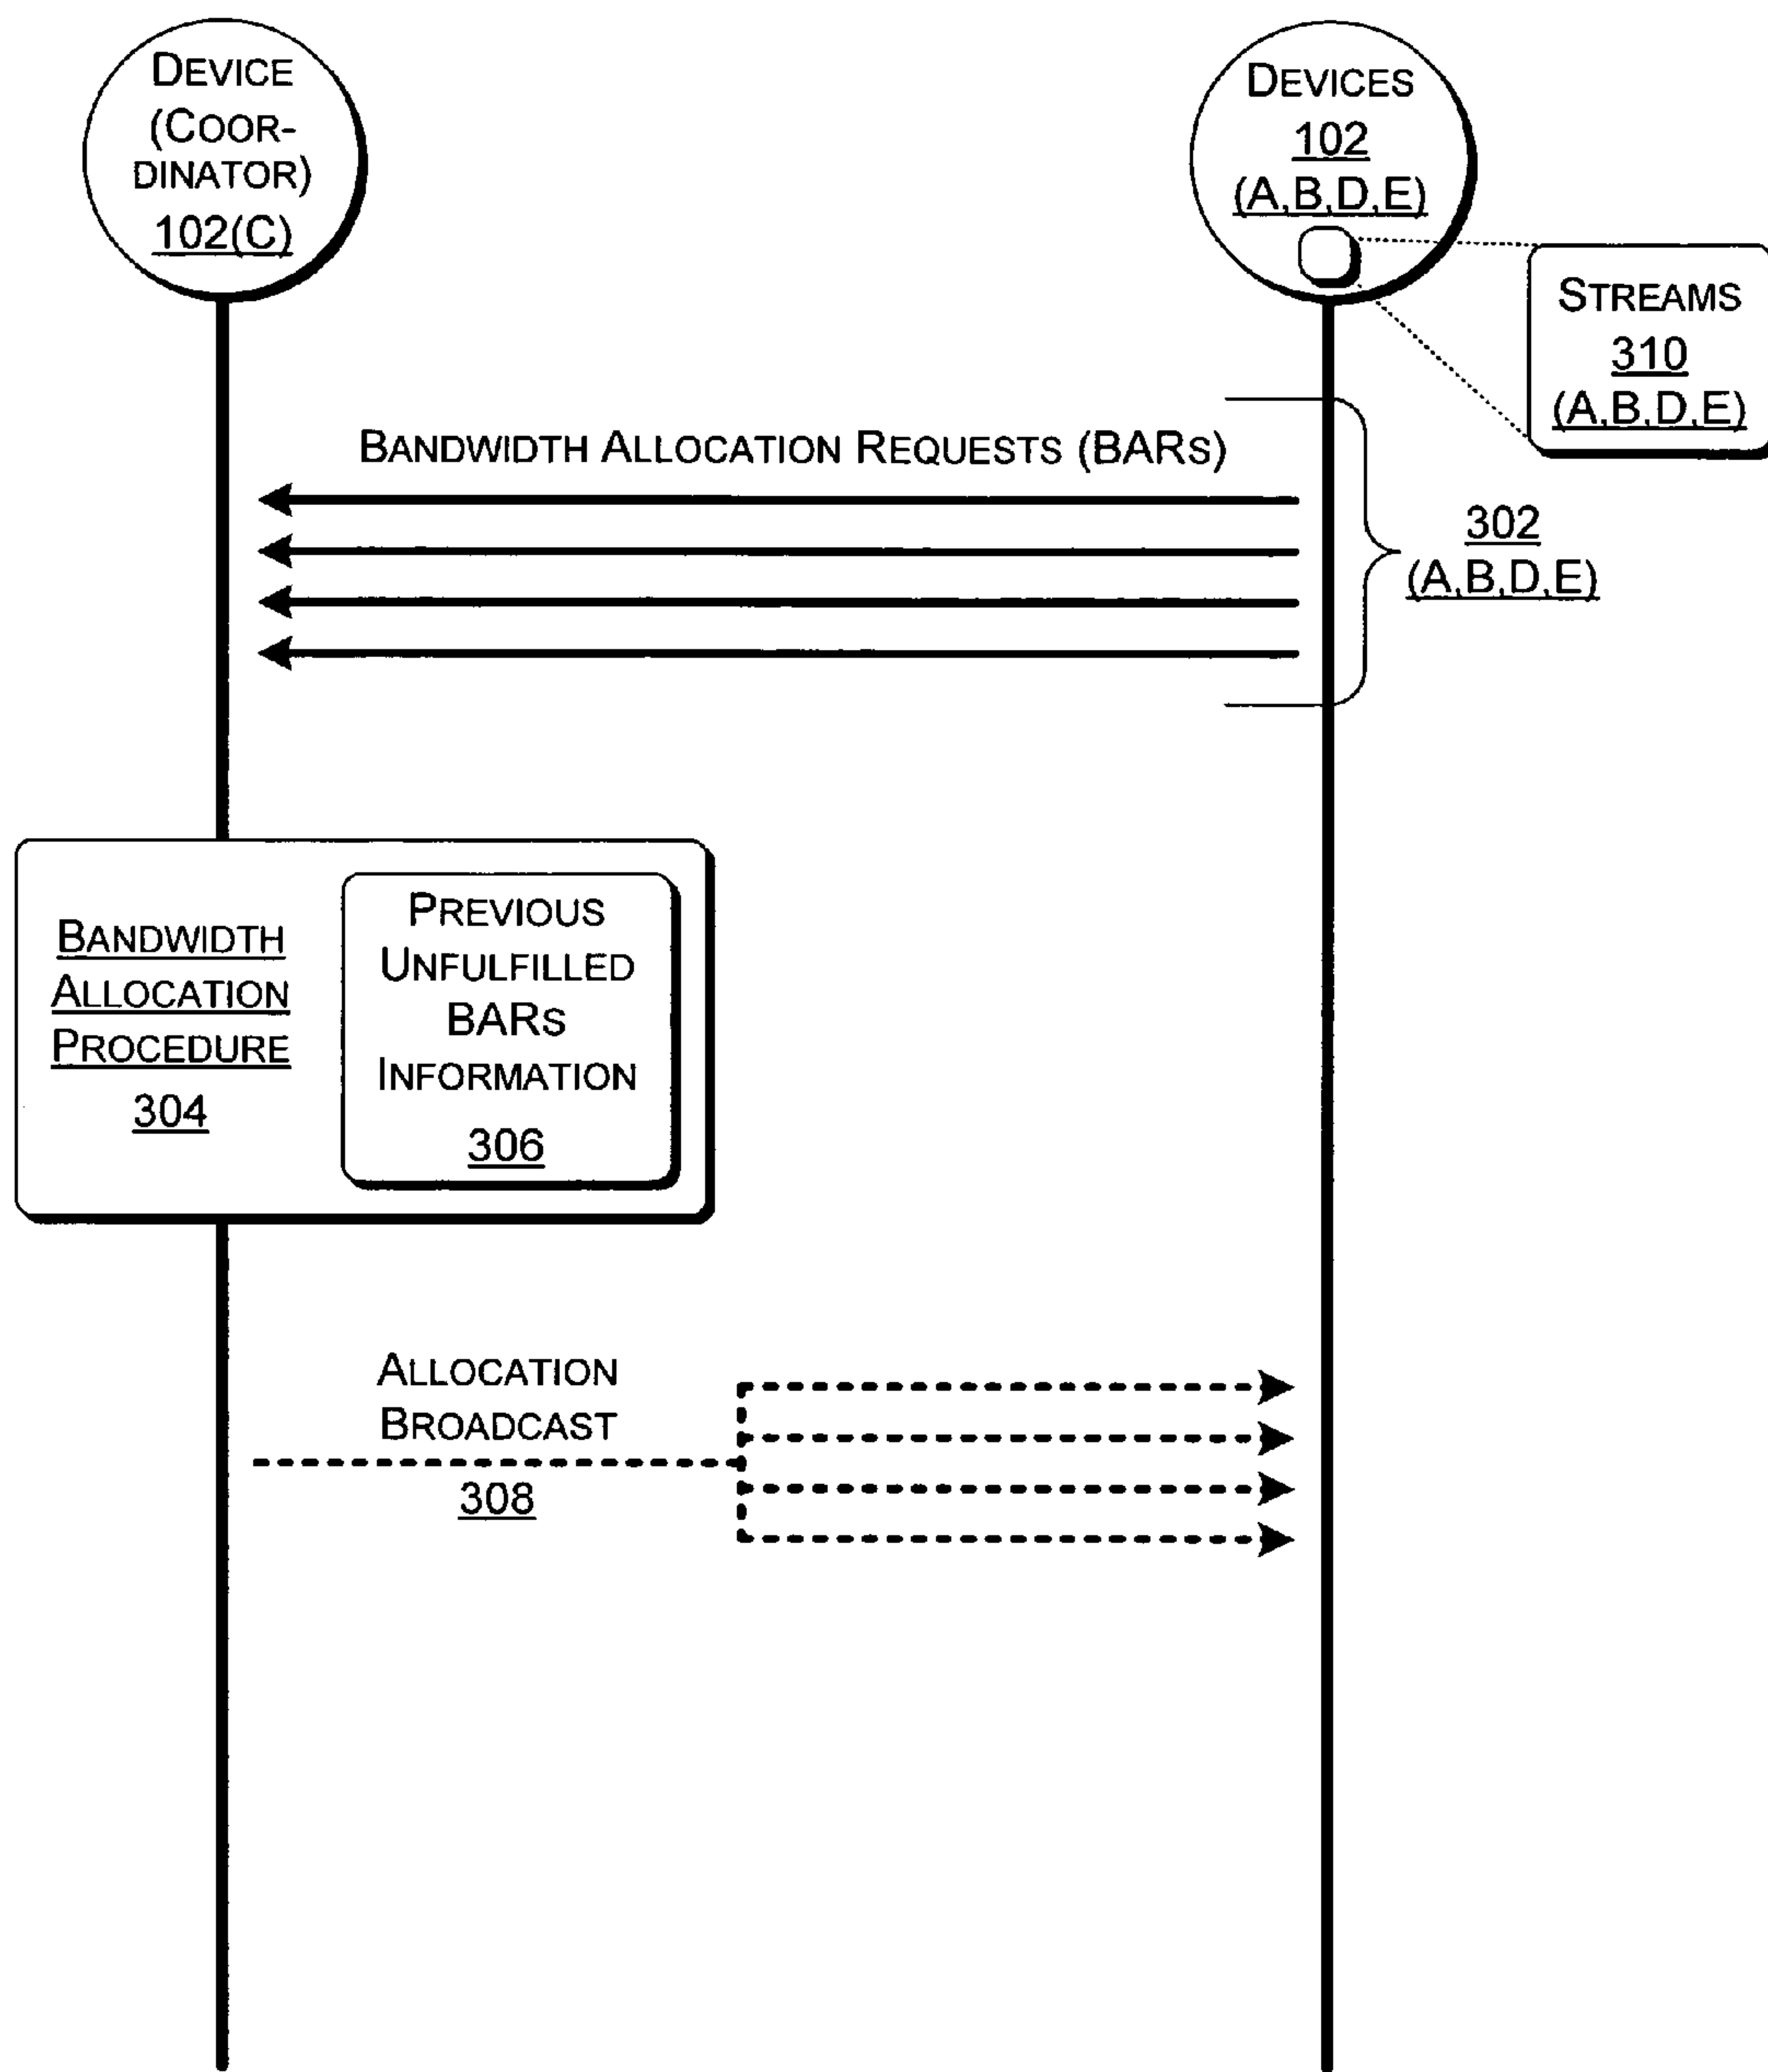 DEVICE
(COOR-
DINATOR)
102(C)
DEVICES
102
(A,B,D,E)
STREAMS
310
(A,B,D,E)
BANDWIDTH ALLOCATION REQUESTS (BARS)
302
(A,B,D,E)
BANDWIDTH
ALLOCATION
PROCEDURE
304
PREVIOUS
UNFULFILLED
BARS
INFORMATION
306
ALLOCATION
BROADCAST
308